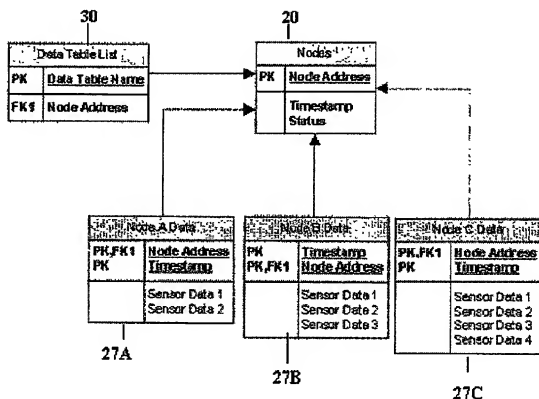 30
20
Data Table List
PK Data Table Name
FK1 Node Address
Nodes
PK Node Address
Timestamp
Status
Node A Data
PK,FK1 Node Address
PK Timestamp
Sensor Data 1
Sensor Data 2
27A
Node B Data
PK Timestamp
PK,FK1 Node Address
Sensor Data 1
Sensor Data 2
Sensor Data 3
27B
Node C Data
PK,FK1 Node Address
PK Timestamp
Sensor Data 1
Sensor Data 2
Sensor Data 3
Sensor Data 4
27C